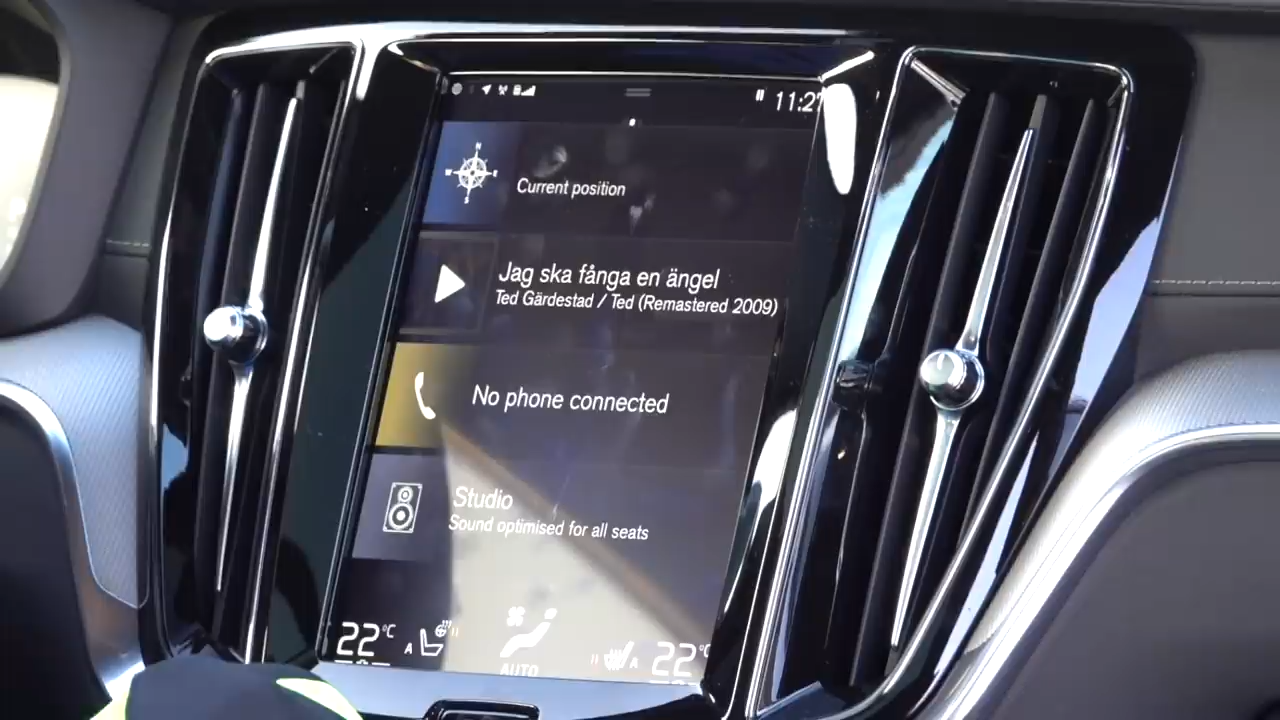 11:27
N
Current position
Jag ska fånga en ängel
Ted Gärdestad / Ted (Remastered 2009)
No phone connected
Studio
Sound optimised for all seats
22°C A AUTO A 22°C